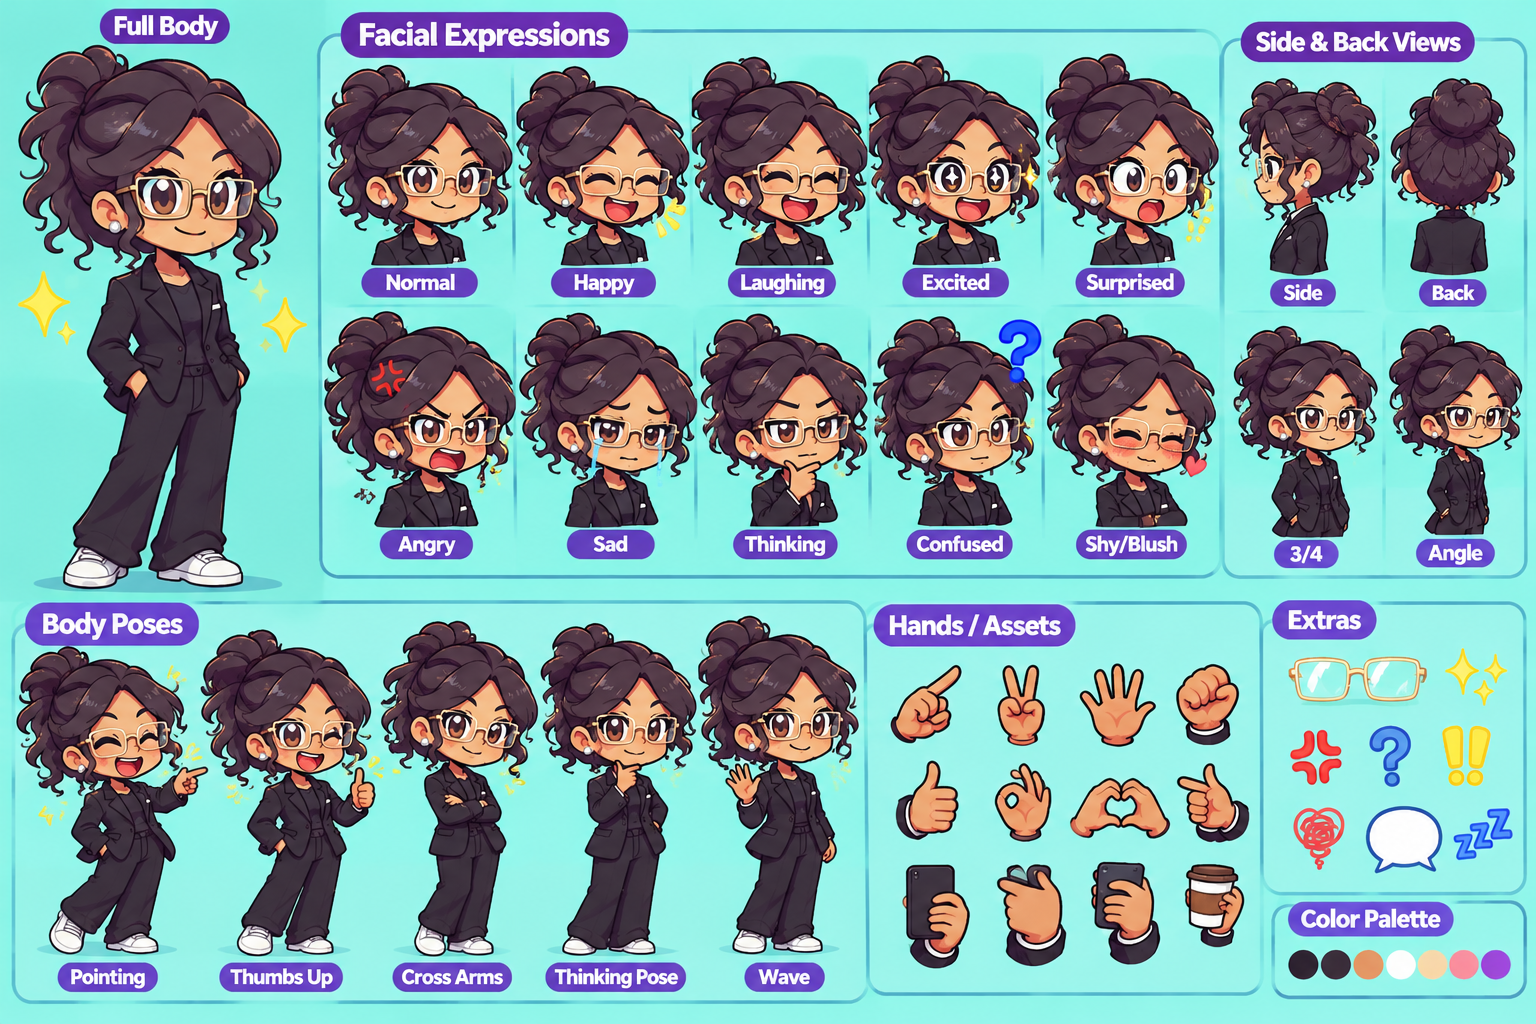 Full Body
Facial Expressions
Normal
Happy
Laughing
Excited
Surprised
Angry
Sad
Thinking
Confused
Shy/Blush
Side & Back Views
Side
Back
3/4
Angle
Body Poses
Pointing
Thumbs Up
Cross Arms
Thinking Pose
Wave
Hands / Assets
Extras
?
?
!!
zzz
Color Palette